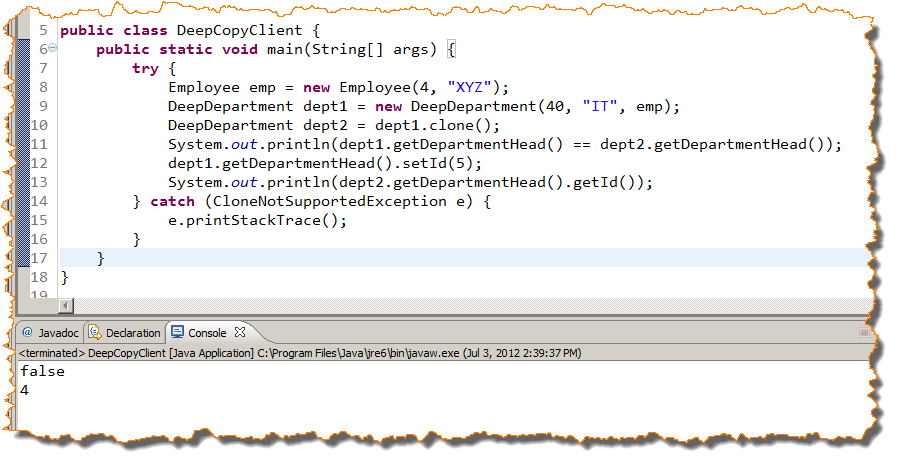 5 public class DeepCopyClient {
6     public static void main(String[] args) {
7         try {
8             Employee emp = new Employee(4, "XYZ");
9             DeepDepartment dept1 = new DeepDepartment(40, "IT", emp);
10             DeepDepartment dept2 = dept1.clone();
11             System.out.println(dept1.getDepartmentHead() == dept2.getDepartmentHead());
12             dept1.getDepartmentHead().setId(5);
13             System.out.println(dept2.getDepartmentHead().getId());
14         } catch (CloneNotSupportedException e) {
15             e.printStackTrace();
16         }
17     }
18 }
19
@ Javadoc Declaration Console
<terminated> DeepCopyClient [Java Application] C:\Program Files\Java\jre6\bin\javaw.exe (Jul 3, 2012 2:39:37 PM)
false
4